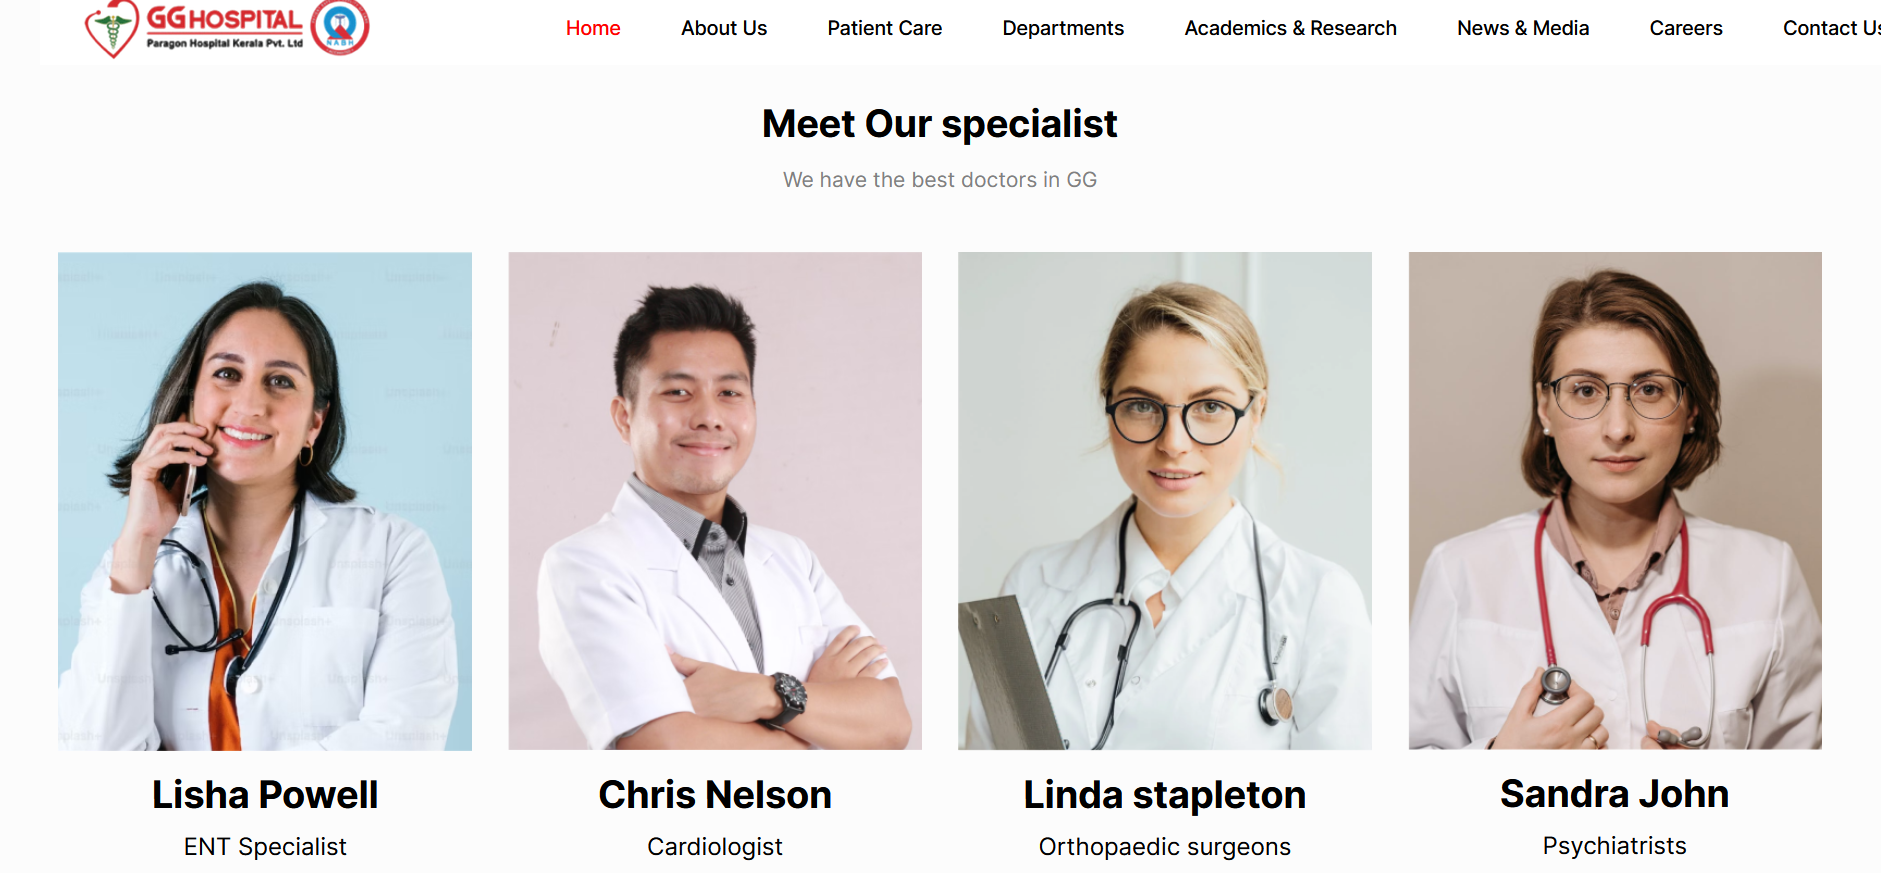 GG HOSPITAL
Paragon Hospital Kerala Pvt. Ltd
NABH
Home About Us Patient Care Departments Academics & Research News & Media Careers Contact Us
Meet Our specialist
We have the best doctors in GG
Unsplash+
Lisha Powell Chris Nelson Linda stapleton Sandra John
ENT Specialist Cardiologist Orthopaedic surgeons Psychiatrists